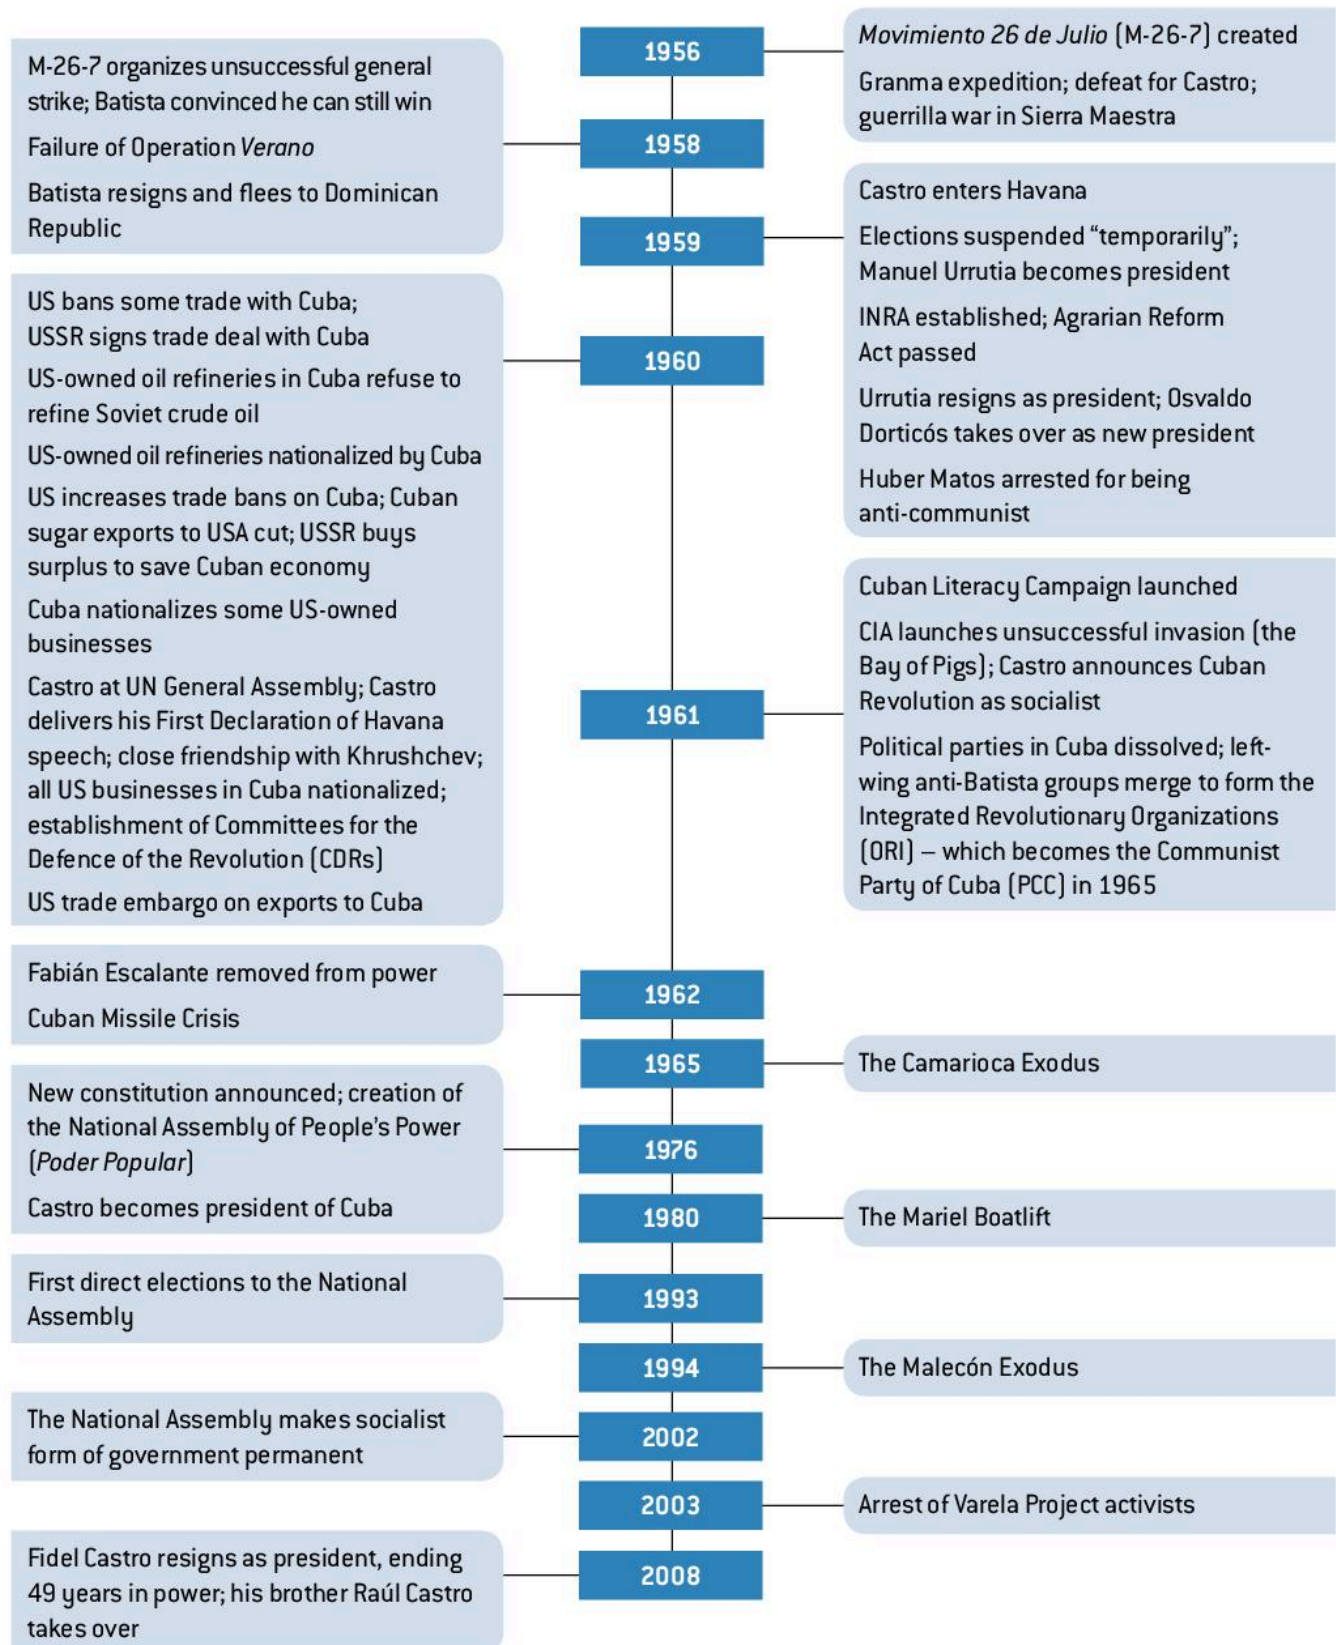 1956
Movimiento 26 de Julio (M-26-7) created
Granma expedition; defeat for Castro;
guerrilla war in Sierra Maestra
1958
M-26-7 organizes unsuccessful general
strike; Batista convinced he can still win
Failure of Operation Verano
Batista resigns and flees to Dominican
Republic
1959
Castro enters Havana
Elections suspended “temporarily”;
Manuel Urrutia becomes president
INRA established; Agrarian Reform
Act passed
Urrutia resigns as president; Osvaldo
Dorticós takes over as new president
Huber Matos arrested for being
anti-communist
1960
US bans some trade with Cuba;
USSR signs trade deal with Cuba
US-owned oil refineries in Cuba refuse to
refine Soviet crude oil
US-owned oil refineries nationalized by Cuba
US increases trade bans on Cuba; Cuban
sugar exports to USA cut; USSR buys
surplus to save Cuban economy
Cuba nationalizes some US-owned
businesses
Castro at UN General Assembly; Castro
delivers his First Declaration of Havana
speech; close friendship with Khrushchev;
all US businesses in Cuba nationalized;
establishment of Committees for the
Defence of the Revolution (CDRs)
US trade embargo on exports to Cuba
1961
Cuban Literacy Campaign launched
CIA launches unsuccessful invasion (the
Bay of Pigs); Castro announces Cuban
Revolution as socialist
Political parties in Cuba dissolved; left-
wing anti-Batista groups merge to form the
Integrated Revolutionary Organizations
(ORI) – which becomes the Communist
Party of Cuba (PCC) in 1965
1962
Fabián Escalante removed from power
Cuban Missile Crisis
1965
The Camarioca Exodus
1976
New constitution announced; creation of
the National Assembly of People’s Power
(Poder Popular)
Castro becomes president of Cuba
1980
The Mariel Boatlift
1993
First direct elections to the National
Assembly
1994
The Malecón Exodus
2002
The National Assembly makes socialist
form of government permanent
2003
Arrest of Varela Project activists
2008
Fidel Castro resigns as president, ending
49 years in power; his brother Raúl Castro
takes over